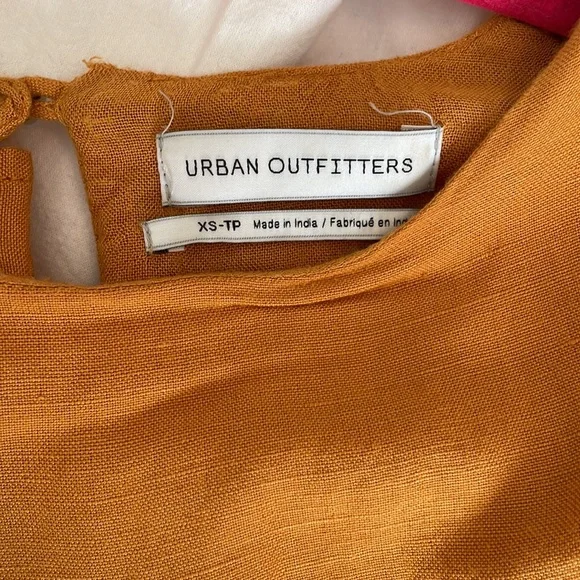 URBAN OUTFITTERS
XS-TP Made in India / Fabriqué en